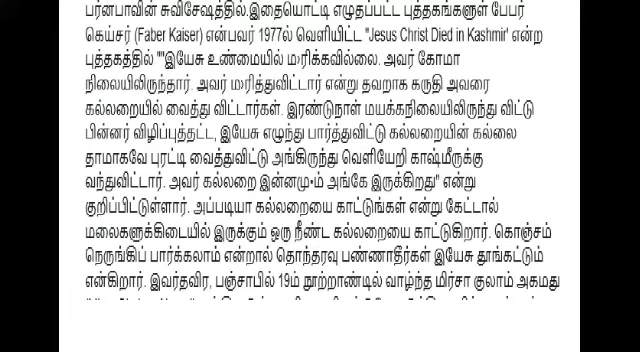 பர்னபாவின் சுவிசேஷத்தில்.இதையொட்டி எழுதப்பட்ட புத்தகங்களுள் பேபர்
கெய்சர் (Faber Kaiser) என்பவர் 1977ல் வெளியிட்ட "Jesus Christ Died in Kashmir' என்ற
புத்தகத்தில் ""இயேசு உண்மையில் மரிக்கவில்லை. அவர் கோமா
நிலையிலிருந்தார். அவர் மரித்துவிட்டார் என்று தவறாக கருதி அவரை
கல்லறையில் வைத்து விட்டார்கள். இரண்டுநாள் மயக்கநிலையிலிருந்து விட்டு
பின்னர் விழிப்புத்தட்ட, இயேசு எழுந்து பார்த்துவிட்டு கல்லறையின் கல்லை
தாமாகவே புரட்டி வைத்துவிட்டு அங்கிருந்து வெளியேறி காஷ்மீருக்கு
வந்துவிட்டார். அவர் கல்லறை இன்னமு•ம் அங்கே இருக்கிறது" என்று
குறிப்பிட்டுள்ளார். அப்படியா கல்லறையை காட்டுங்கள் என்று கேட்டால்
மலைகளுக்கிடையில் இருக்கும் ஒரு நீண்ட கல்லறையை காட்டுகிறார். கொஞ்சம்
நெருங்கிப் பார்க்கலாம் என்றால் தொந்தரவு பண்ணாதீர்கள் இயேசு தூங்கட்டும்
என்கிறார். இவர்தவிர, பஞ்சாபில் 19ம் நூற்றாண்டில் வாழ்ந்த மிர்சா குலாம் அகமது